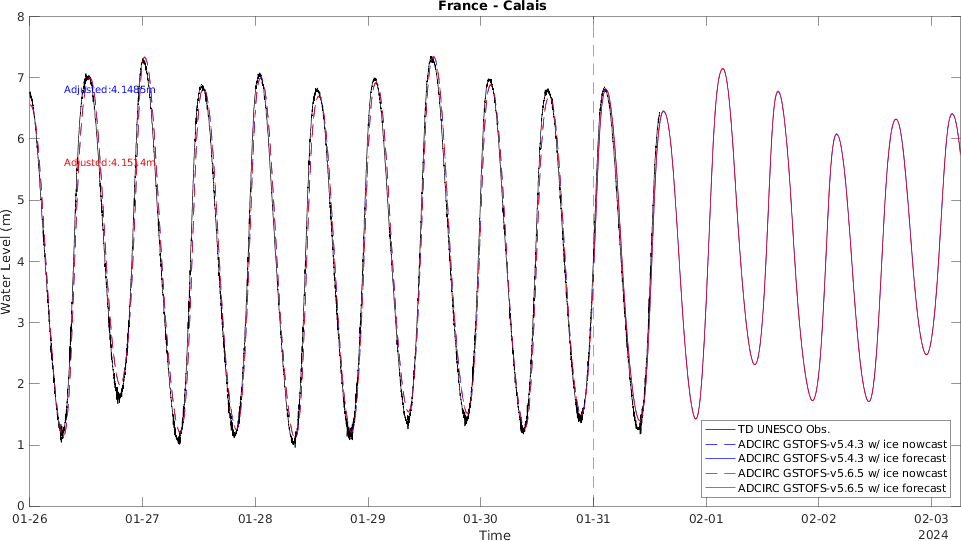 France - Calais
8
7
6
5
4
3
2
1
0
Water Level (m)
Adjusted:4.1485m
Adjusted:4.1514m
TD UNESCO Obs.
ADCIRC GSTOFS-v5.4.3 w/ ice nowcast
ADCIRC GSTOFS-v5.4.3 w/ ice forecast
ADCIRC GSTOFS-v5.6.5 w/ ice nowcast
ADCIRC GSTOFS-v5.6.5 w/ ice forecast
01-26 01-27 01-28 01-29 01-30 01-31 02-01 02-02 02-03
Time
2024